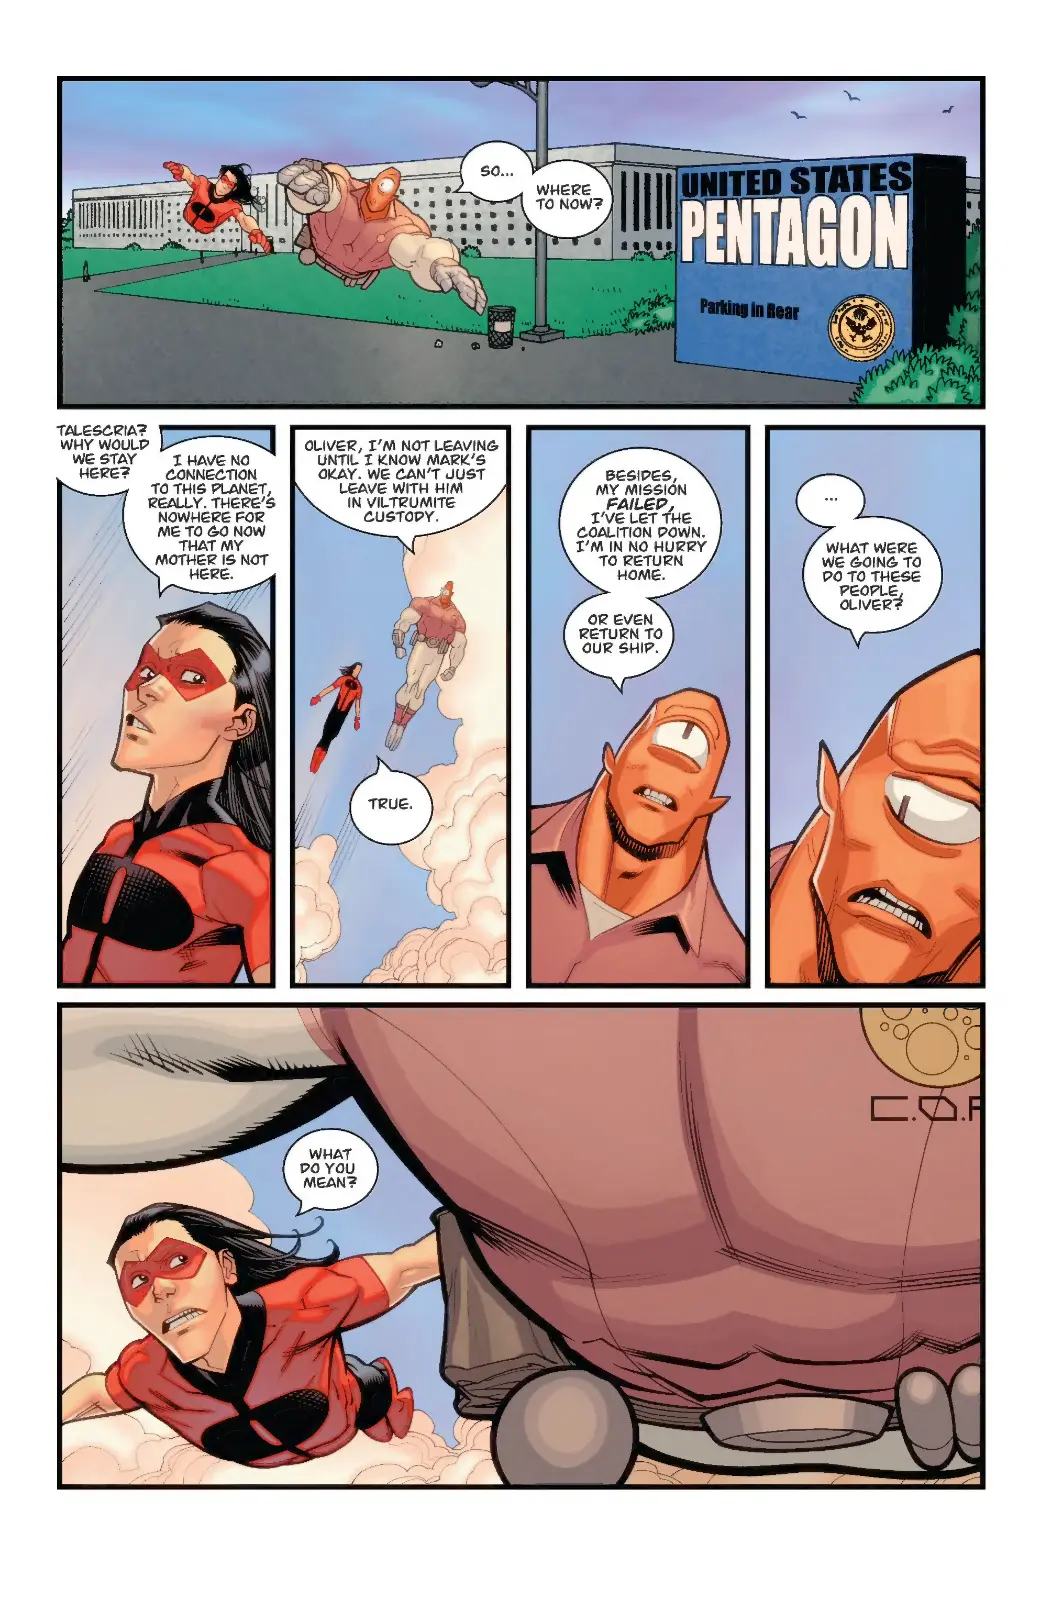 SO...
WHERE
TO NOW?
UNITED STATES
PENTAGON
Parking in Rear
TALESCRIA?
WHY WOULD
WE STAY
HERE?
I HAVE NO
CONNECTION
TO THIS PLANET,
REALLY. THERE'S
NOWHERE FOR
ME TO GO NOW
THAT MY
MOTHER IS NOT
HERE.
OLIVER, I'M NOT LEAVING
UNTIL I KNOW MARK'S
OKAY. WE CAN'T JUST
LEAVE WITH HIM
IN VILTRUMITE
CUSTODY.
TRUE.
BESIDES,
MY MISSION
FAILED,
I'VE LET THE
COALITION DOWN.
I'M IN NO HURRY
TO RETURN
HOME.
OR EVEN
RETURN TO
OUR SHIP.
...
WHAT WERE
WE GOING TO
DO TO THESE
PEOPLE,
OLIVER?
C.O.P
WHAT
DO YOU
MEAN?